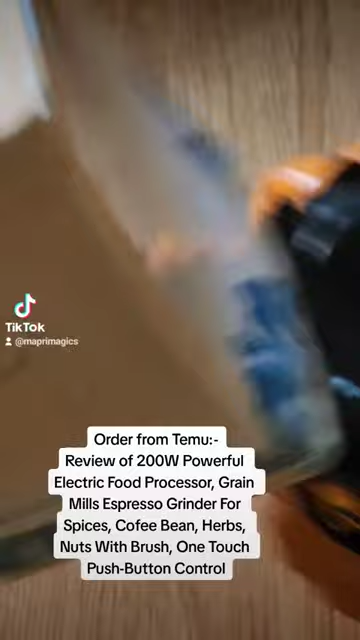 TikTok
@maprimagics
Order from Temu:-
Review of 200W Powerful
Electric Food Processor, Grain
Mills Espresso Grinder For
Spices, Cofee Bean, Herbs,
Nuts With Brush, One Touch
Push-Button Control